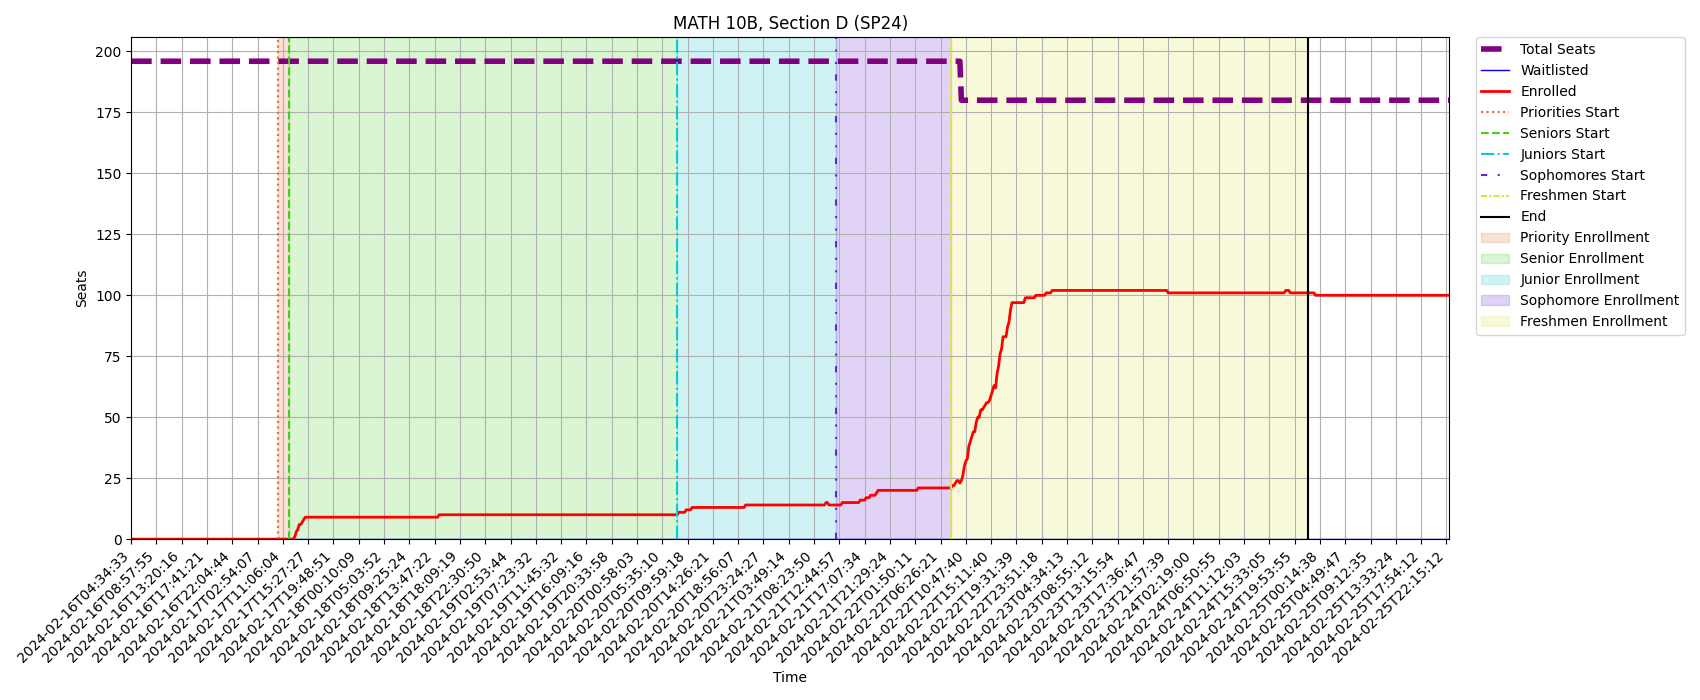 MATH 10B, Section D (SP24)
Seats
200
175
150
125
100
75
50
25
0
2024-02-16T04:34:33
2024-02-16T08:57:55
2024-02-16T13:20:16
2024-02-16T17:41:21
2024-02-16T22:04:44
2024-02-17T02:54:07
2024-02-17T11:06:04
2024-02-17T15:27:27
2024-02-17T19:48:51
2024-02-18T00:10:09
2024-02-18T05:03:52
2024-02-18T09:25:24
2024-02-18T13:47:22
2024-02-18T18:09:19
2024-02-18T22:30:50
2024-02-19T02:53:44
2024-02-19T07:23:32
2024-02-19T11:45:32
2024-02-19T16:09:16
2024-02-19T20:33:58
2024-02-20T00:58:03
2024-02-20T05:35:10
2024-02-20T09:59:18
2024-02-20T14:26:21
2024-02-20T18:56:07
2024-02-20T23:24:27
2024-02-21T03:49:14
2024-02-21T08:23:50
2024-02-21T12:44:57
2024-02-21T17:07:34
2024-02-21T21:29:24
2024-02-22T01:50:11
2024-02-22T06:26:21
2024-02-22T10:47:40
2024-02-22T15:11:40
2024-02-22T19:31:39
2024-02-22T23:51:18
2024-02-23T04:34:13
2024-02-23T08:55:12
2024-02-23T13:15:54
2024-02-23T17:36:47
2024-02-23T21:57:39
2024-02-24T02:19:00
2024-02-24T06:50:55
2024-02-24T11:12:03
2024-02-24T15:33:05
2024-02-24T19:53:55
2024-02-25T00:14:38
2024-02-25T04:49:47
2024-02-25T09:12:35
2024-02-25T13:33:24
2024-02-25T17:54:12
2024-02-25T22:15:12
Time
Total Seats
Waitlisted
Enrolled
Priorities Start
Seniors Start
Juniors Start
Sophomores Start
Freshmen Start
End
Priority Enrollment
Senior Enrollment
Junior Enrollment
Sophomore Enrollment
Freshmen Enrollment